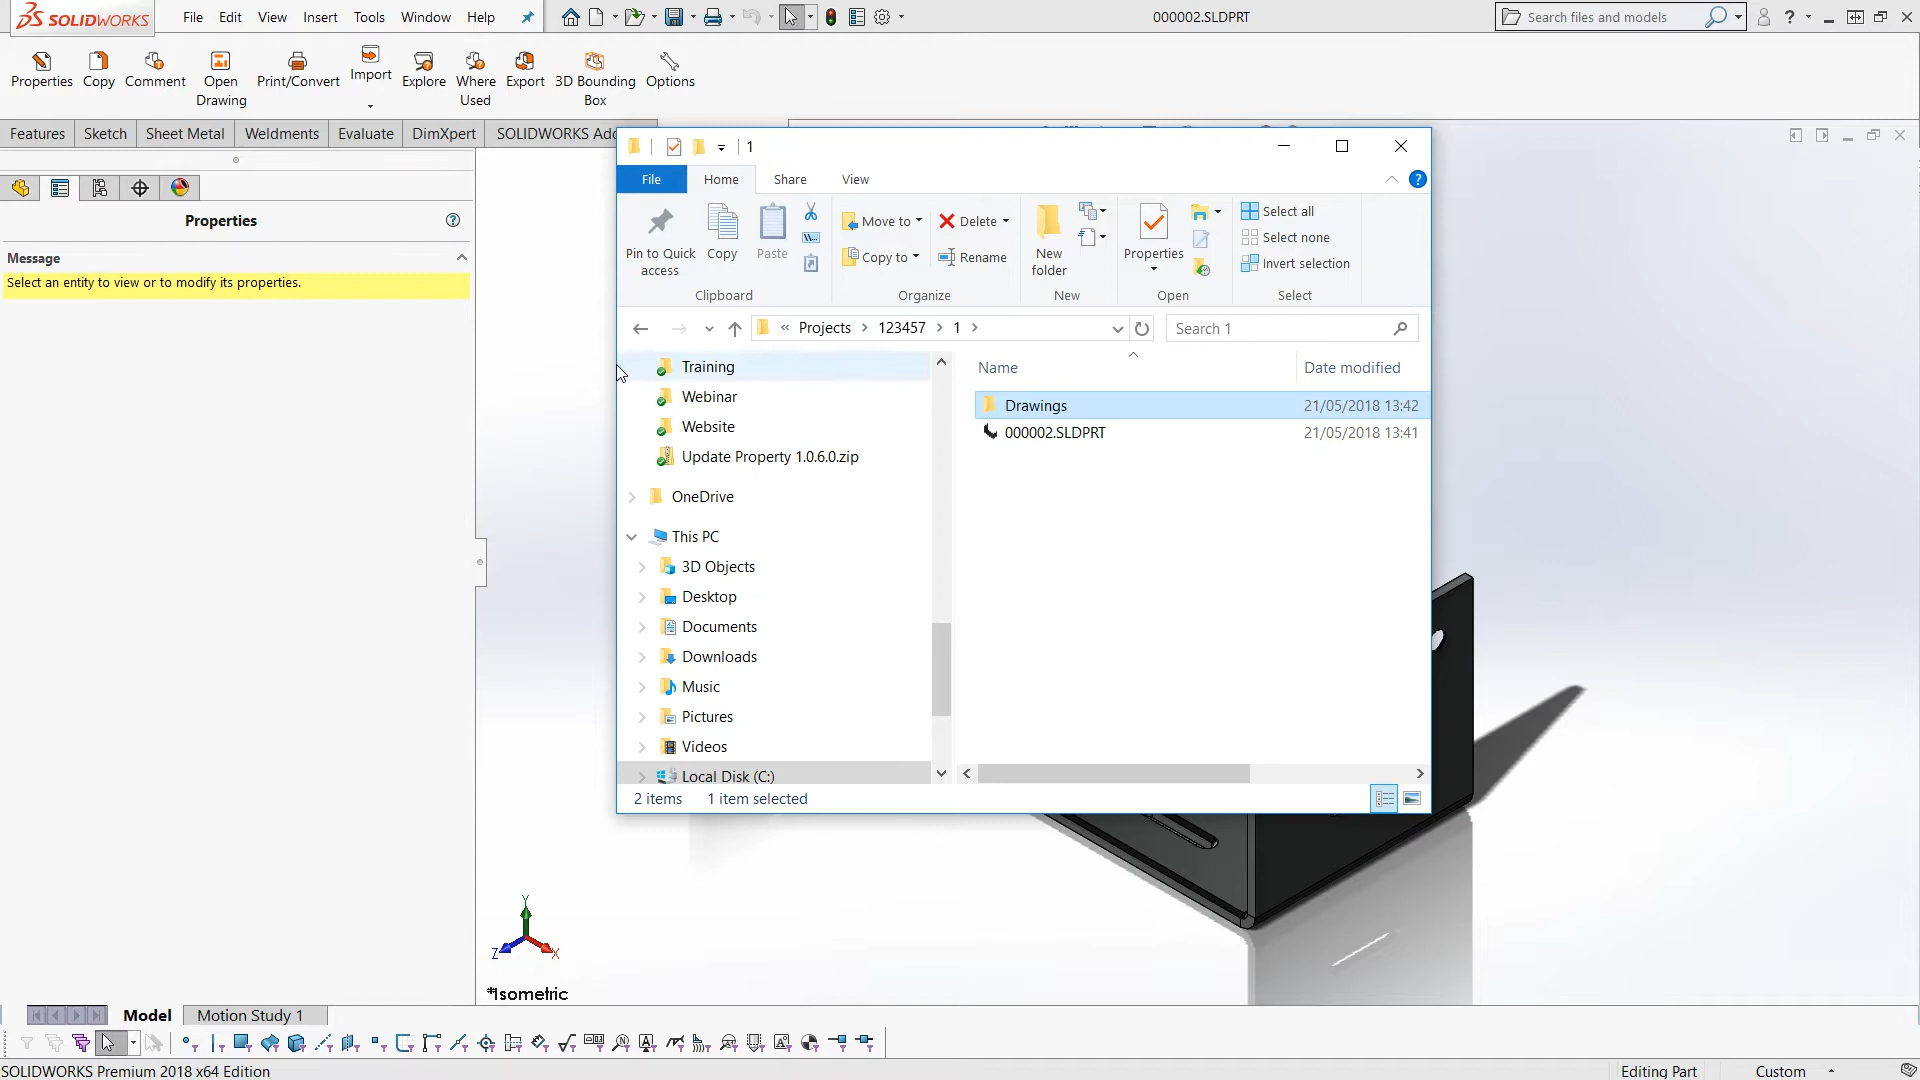 SOLIDWORKS
File Edit View Insert Tools Window Help
000002.SLDPRT
Search files and models
?
Properties Copy Comment Open Drawing Print/Convert Import Explore Where Used Export 3D Bounding Box Options
Features Sketch Sheet Metal Weldments Evaluate DimXpert SOLIDWORKS Add
Properties
?
Message
Select an entity to view or to modify its properties.
1
File Home Share View
?
Pin to Quick access Copy Paste
Move to Copy to
Delete Rename
New folder
Properties
Select all
Select none
Invert selection
Clipboard Organize New Open Select
« Projects > 123457 > 1 >
Search 1
Training
Webinar
Website
Update Property 1.0.6.0.zip
OneDrive
This PC
3D Objects
Desktop
Documents
Downloads
Music
Pictures
Videos
Local Disk (C:)
Name Date modified
Drawings 21/05/2018 13:42
000002.SLDPRT 21/05/2018 13:41
2 items 1 item selected
Y
Z X
*Isometric
Model Motion Study 1
SOLIDWORKS Premium 2018 x64 Edition
Editing Part Custom